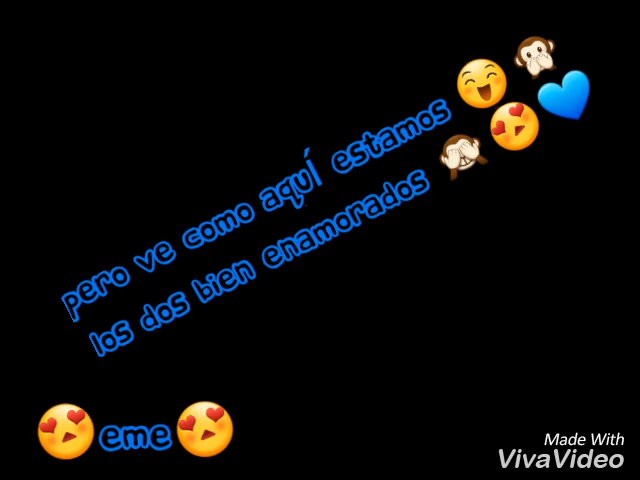 pero ve como aquí estamos 😄🙊
los dos bien enamorados 🙈😍💙
😍eme😍
Made With
VivaVideo